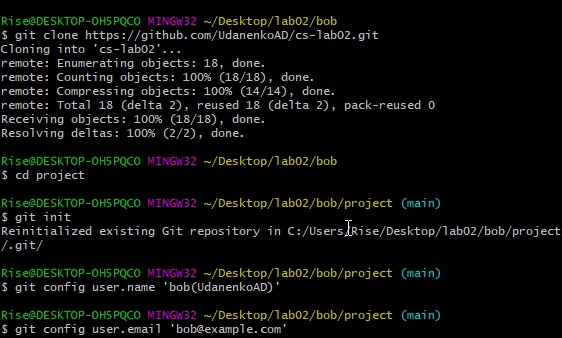 Rise@DESKTOP-OH5PQCO MINGW32 ~/Desktop/lab02/bob
$ git clone https://github.com/UdanenkoAD/cs-lab02.git
Cloning into 'cs-lab02'...
remote: Enumerating objects: 18, done.
remote: Counting objects: 100% (18/18), done.
remote: Compressing objects: 100% (14/14), done.
remote: Total 18 (delta 2), reused 18 (delta 2), pack-reused 0
Receiving objects: 100% (18/18), done.
Resolving deltas: 100% (2/2), done.
Rise@DESKTOP-OH5PQCO MINGW32 ~/Desktop/lab02/bob
$ cd project
Rise@DESKTOP-OH5PQCO MINGW32 ~/Desktop/lab02/bob/project (main)
$ git init
Reinitialized existing Git repository in C:/Users/Rise/Desktop/lab02/bob/project
/.git/
Rise@DESKTOP-OH5PQCO MINGW32 ~/Desktop/lab02/bob/project (main)
$ git config user.name 'bob(UdanenkoAD)'
Rise@DESKTOP-OH5PQCO MINGW32 ~/Desktop/lab02/bob/project (main)
$ git config user.email 'bob@example.com'